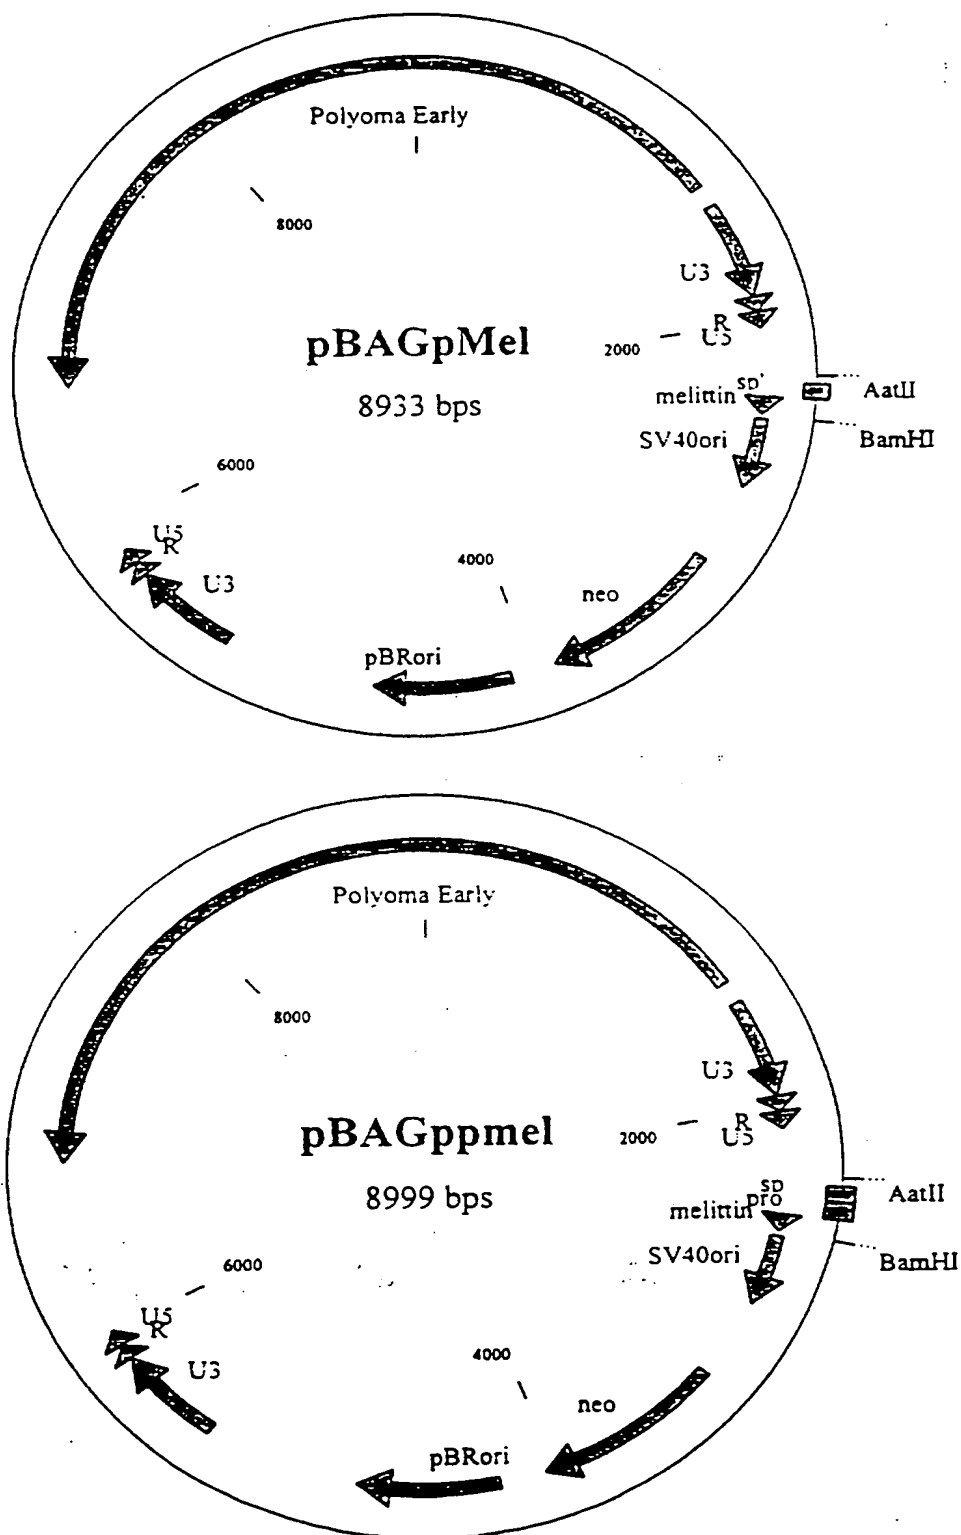 Polyoma Early
8000
U3
R
U5
pBAGpMel
2000
8933 bps
sp'
AatII
melittin
SV40ori
BamHI
6000
U5
R
U3
4000
neo
pBRori
Polyoma Early
8000
U3
R
U5
pBAGppmel
2000
8999 bps
sp
pro
AatII
melittin
SV40ori
BamHI
6000
U5
R
U3
4000
neo
pBRori